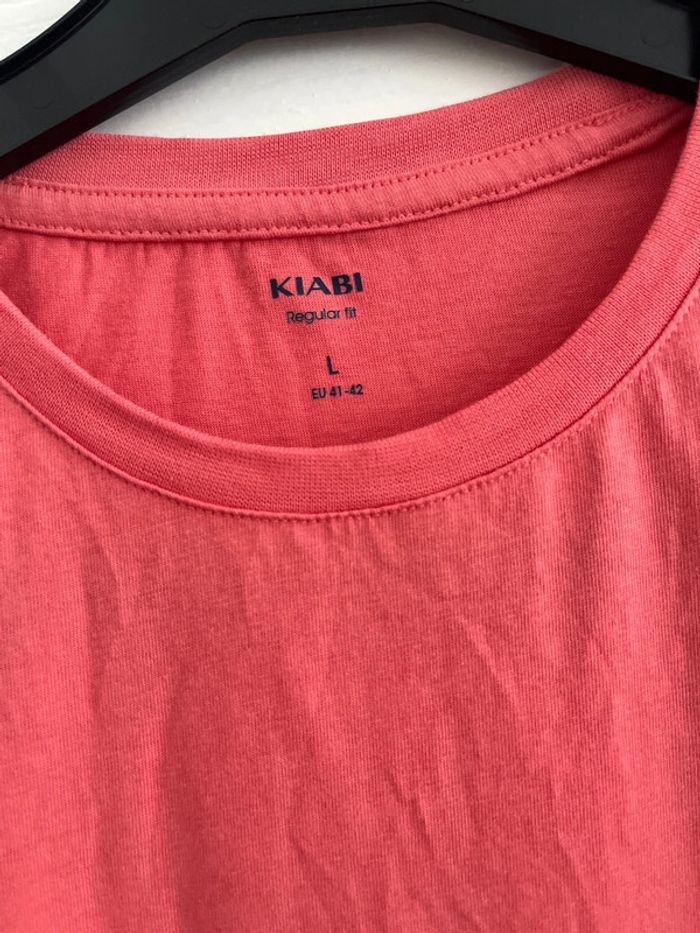 KIABI
Regular fit
L
EU 41-42